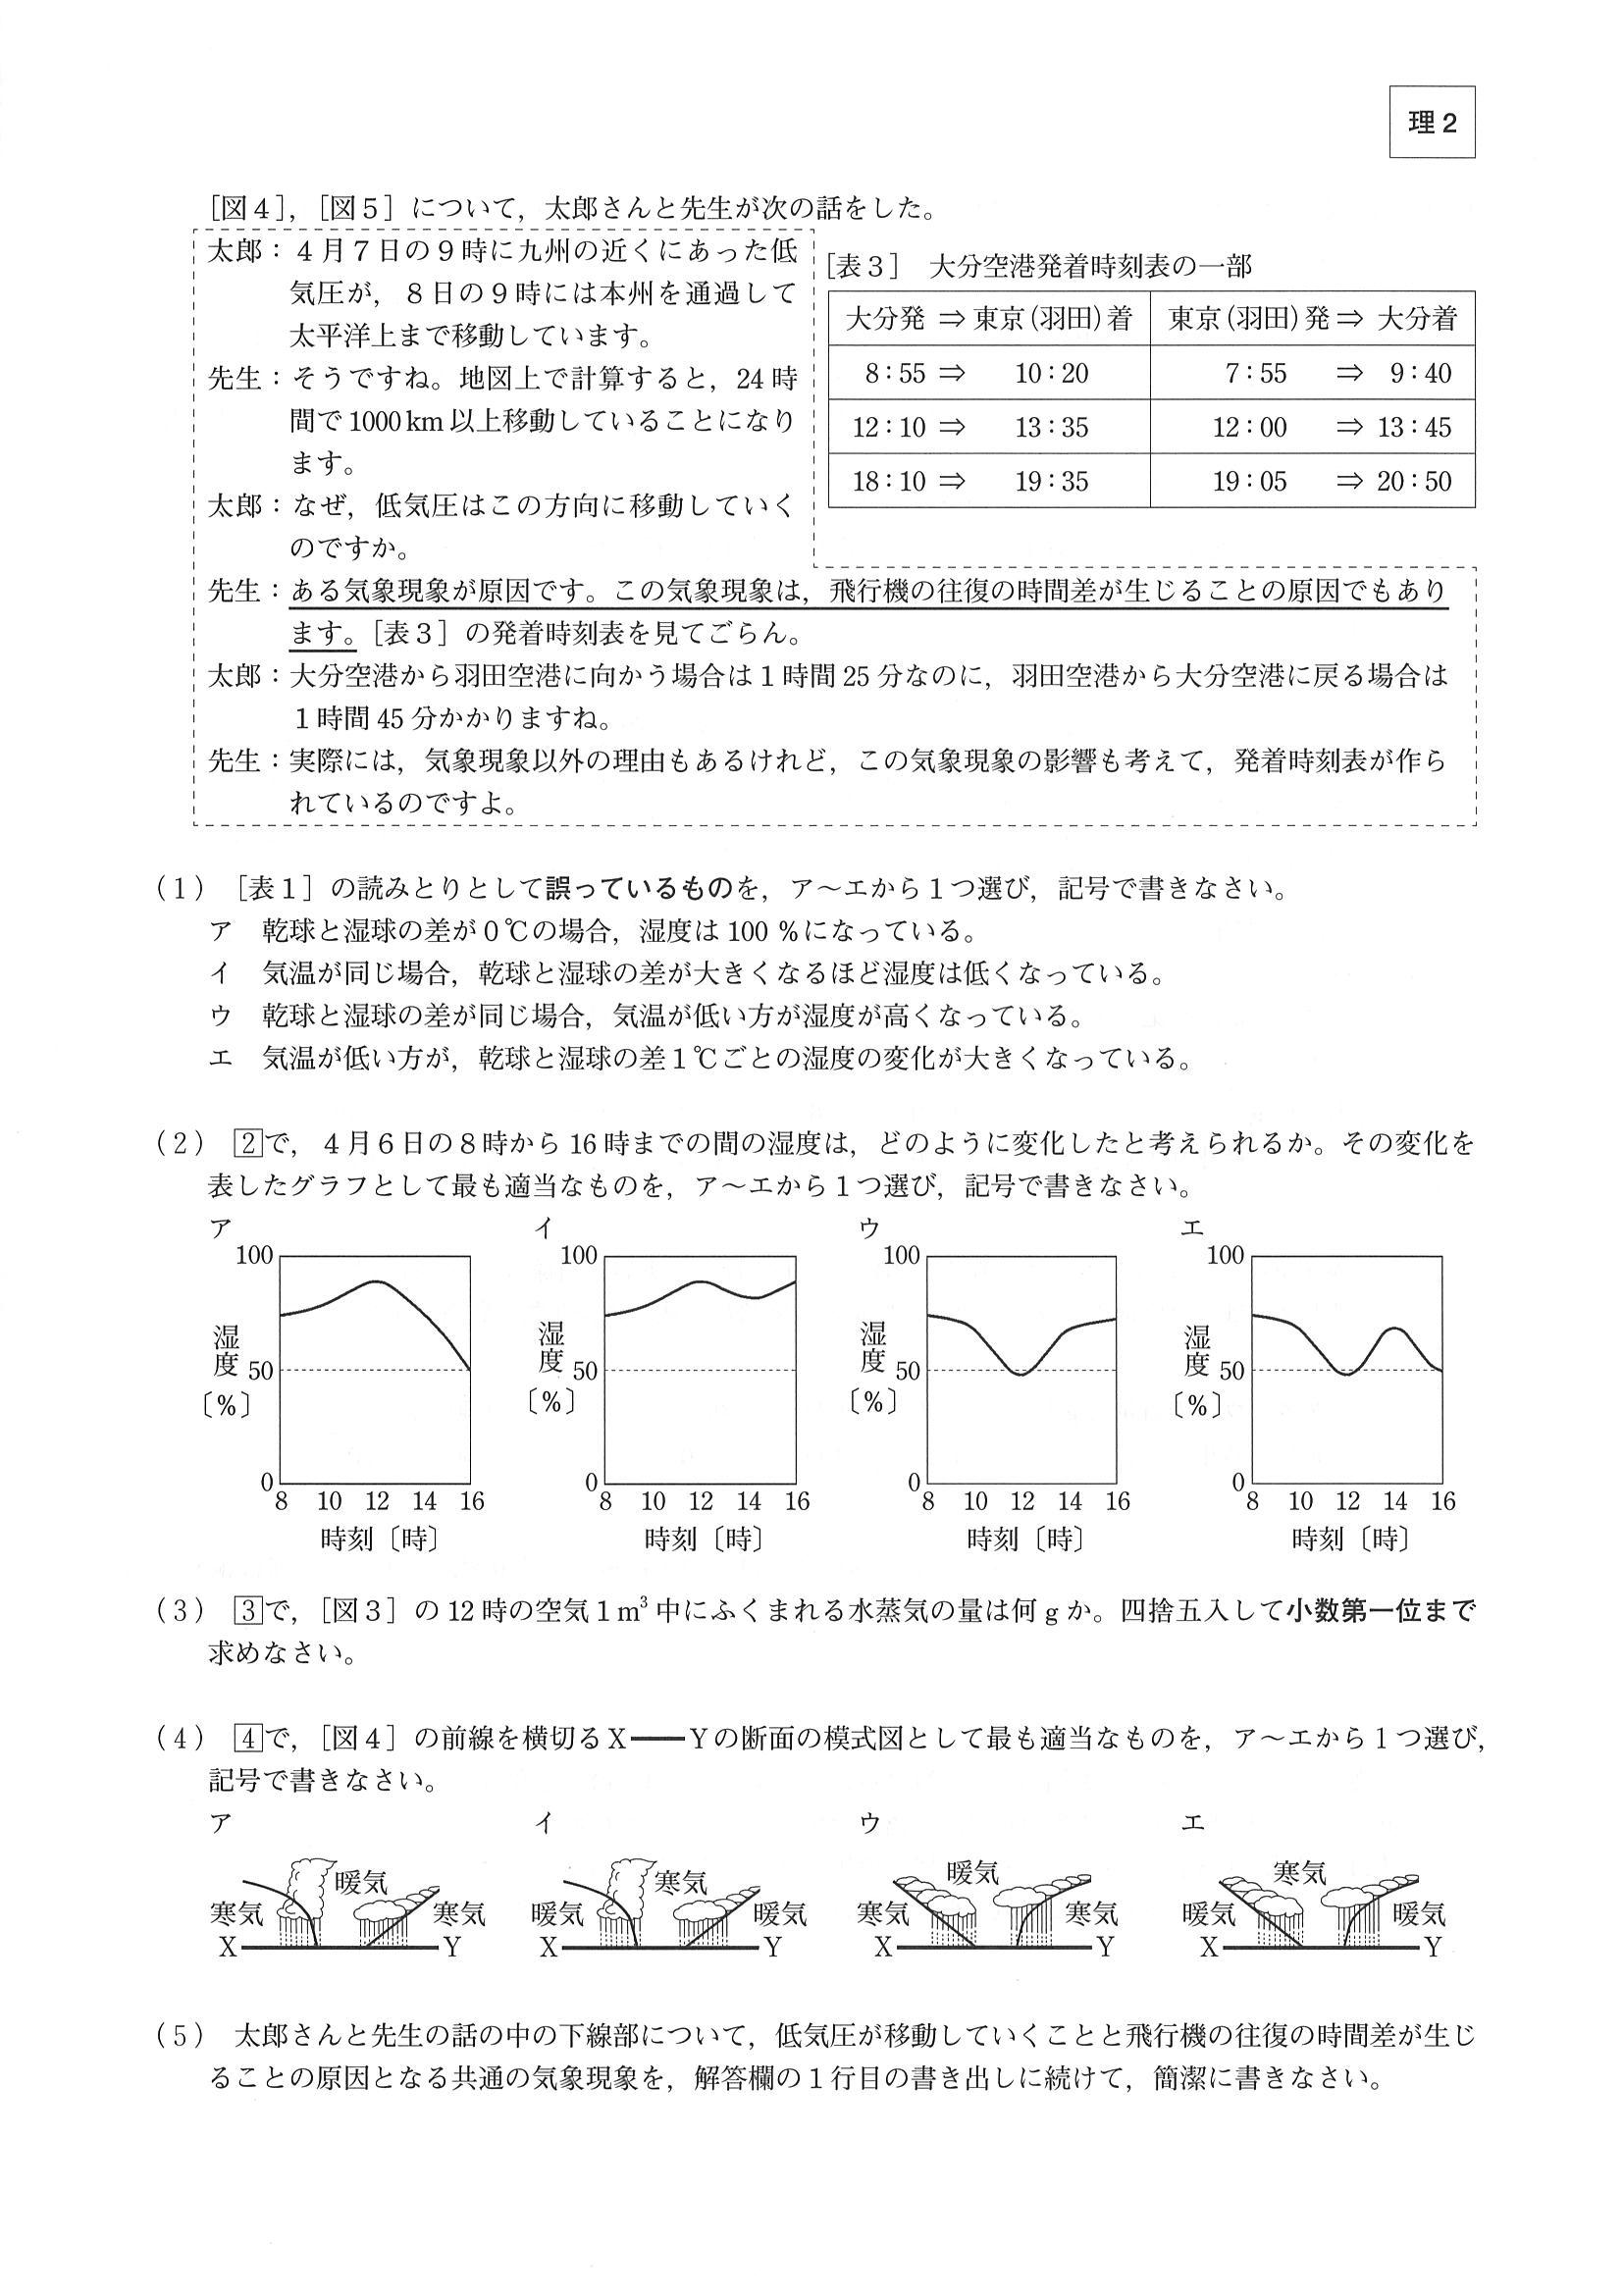 理2
［図４］，［図５］について，太郎さんと先生が次の話をした。
太郎：４月７日の９時に九州の近くにあった低
気圧が，８日の９時には本州を通過して
太平洋上まで移動しています。
先生：そうですね。地図上で計算すると，24時
間で1000km以上移動していることになり
ます。
太郎：なぜ，低気圧はこの方向に移動していく
のですか。
［表３］　大分空港発着時刻表の一部
大分発 ⇒ 東京(羽田)着　東京(羽田)発 ⇒ 大分着
8：55 ⇒ 10：20　7：55 ⇒ 9：40
12：10 ⇒ 13：35　12：00 ⇒ 13：45
18：10 ⇒ 19：35　19：05 ⇒ 20：50
先生：ある気象現象が原因です。この気象現象は，飛行機の往復の時間差が生じることの原因でもあり
ます。［表３］の発着時刻表を見てごらん。
太郎：大分空港から羽田空港に向かう場合は１時間25分なのに，羽田空港から大分空港に戻る場合は
１時間45分かかりますね。
先生：実際には，気象現象以外の理由もあるけれど，この気象現象の影響も考えて，発着時刻表が作ら
れているのですよ。
（１）　［表１］の読みとりとして誤っているものを，ア～エから１つ選び，記号で書きなさい。
ア　乾球と湿球の差が０℃の場合，湿度は100％になっている。
イ　気温が同じ場合，乾球と湿球の差が大きくなるほど湿度は低くなっている。
ウ　乾球と湿球の差が同じ場合，気温が低い方が湿度が高くなっている。
エ　気温が低い方が，乾球と湿球の差１℃ごとの湿度の変化が大きくなっている。
（２）　2で，４月６日の８時から16時までの間の湿度は，どのように変化したと考えられるか。その変化を
表したグラフとして最も適当なものを，ア～エから１つ選び，記号で書きなさい。
ア　イ　ウ　エ
100　100　100　100
湿度〔％〕　湿度〔％〕　湿度〔％〕　湿度〔％〕
50　50　50　50
0　0　0　0
8 10 12 14 16　8 10 12 14 16　8 10 12 14 16　8 10 12 14 16
時刻〔時〕　時刻〔時〕　時刻〔時〕　時刻〔時〕
（３）　3で，［図３］の12時の空気１m³中にふくまれる水蒸気の量は何gか。四捨五入して小数第一位まで
求めなさい。
（４）　4で，［図４］の前線を横切るＸ━━Ｙの断面の模式図として最も適当なものを，ア～エから１つ選び，
記号で書きなさい。
ア　イ　ウ　エ
暖気　寒気　暖気　寒気
寒気　寒気　暖気　暖気　寒気　寒気　暖気　暖気
X　Y　X　Y　X　Y　X　Y
（５）　太郎さんと先生の話の中の下線部について，低気圧が移動していくことと飛行機の往復の時間差が生じ
ることの原因となる共通の気象現象を，解答欄の１行目の書き出しに続けて，簡潔に書きなさい。